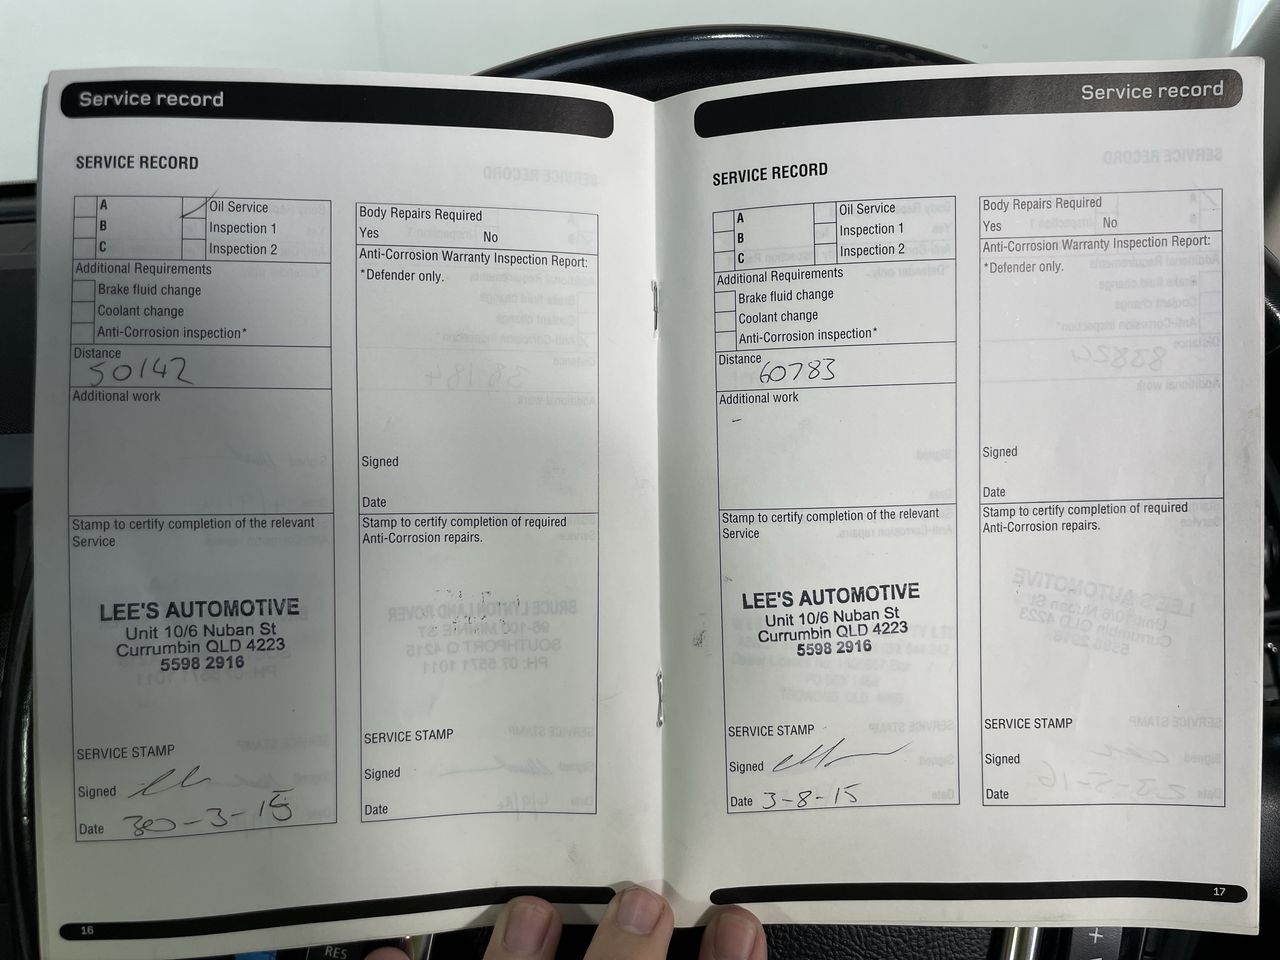 Service record
SERVICE RECORD
A
B
C
Oil Service
Inspection 1
Inspection 2
Additional Requirements
Brake fluid change
Coolant change
Anti-Corrosion inspection*
Distance
50142
Additional work
Stamp to certify completion of the relevant
Service
LEE'S AUTOMOTIVE
Unit 10/6 Nuban St
Currumbin QLD 4223
5598 2916
SERVICE STAMP
Signed
Date 30-3-15
Body Repairs Required
Yes No
Anti-Corrosion Warranty Inspection Report:
*Defender only.
Signed
Date
Stamp to certify completion of required
Anti-Corrosion repairs.
SERVICE STAMP
Signed
Date
16
Service record
SERVICE RECORD
A
B
C
Oil Service
Inspection 1
Inspection 2
Additional Requirements
Brake fluid change
Coolant change
Anti-Corrosion inspection*
Distance
60783
Additional work
-
Stamp to certify completion of the relevant
Service
LEE'S AUTOMOTIVE
Unit 10/6 Nuban St
Currumbin QLD 4223
5598 2916
SERVICE STAMP
Signed
Date 3-8-15
Body Repairs Required
Yes No
Anti-Corrosion Warranty Inspection Report:
*Defender only.
Signed
Date
Stamp to certify completion of required
Anti-Corrosion repairs.
SERVICE STAMP
Signed
Date
17
RES
+